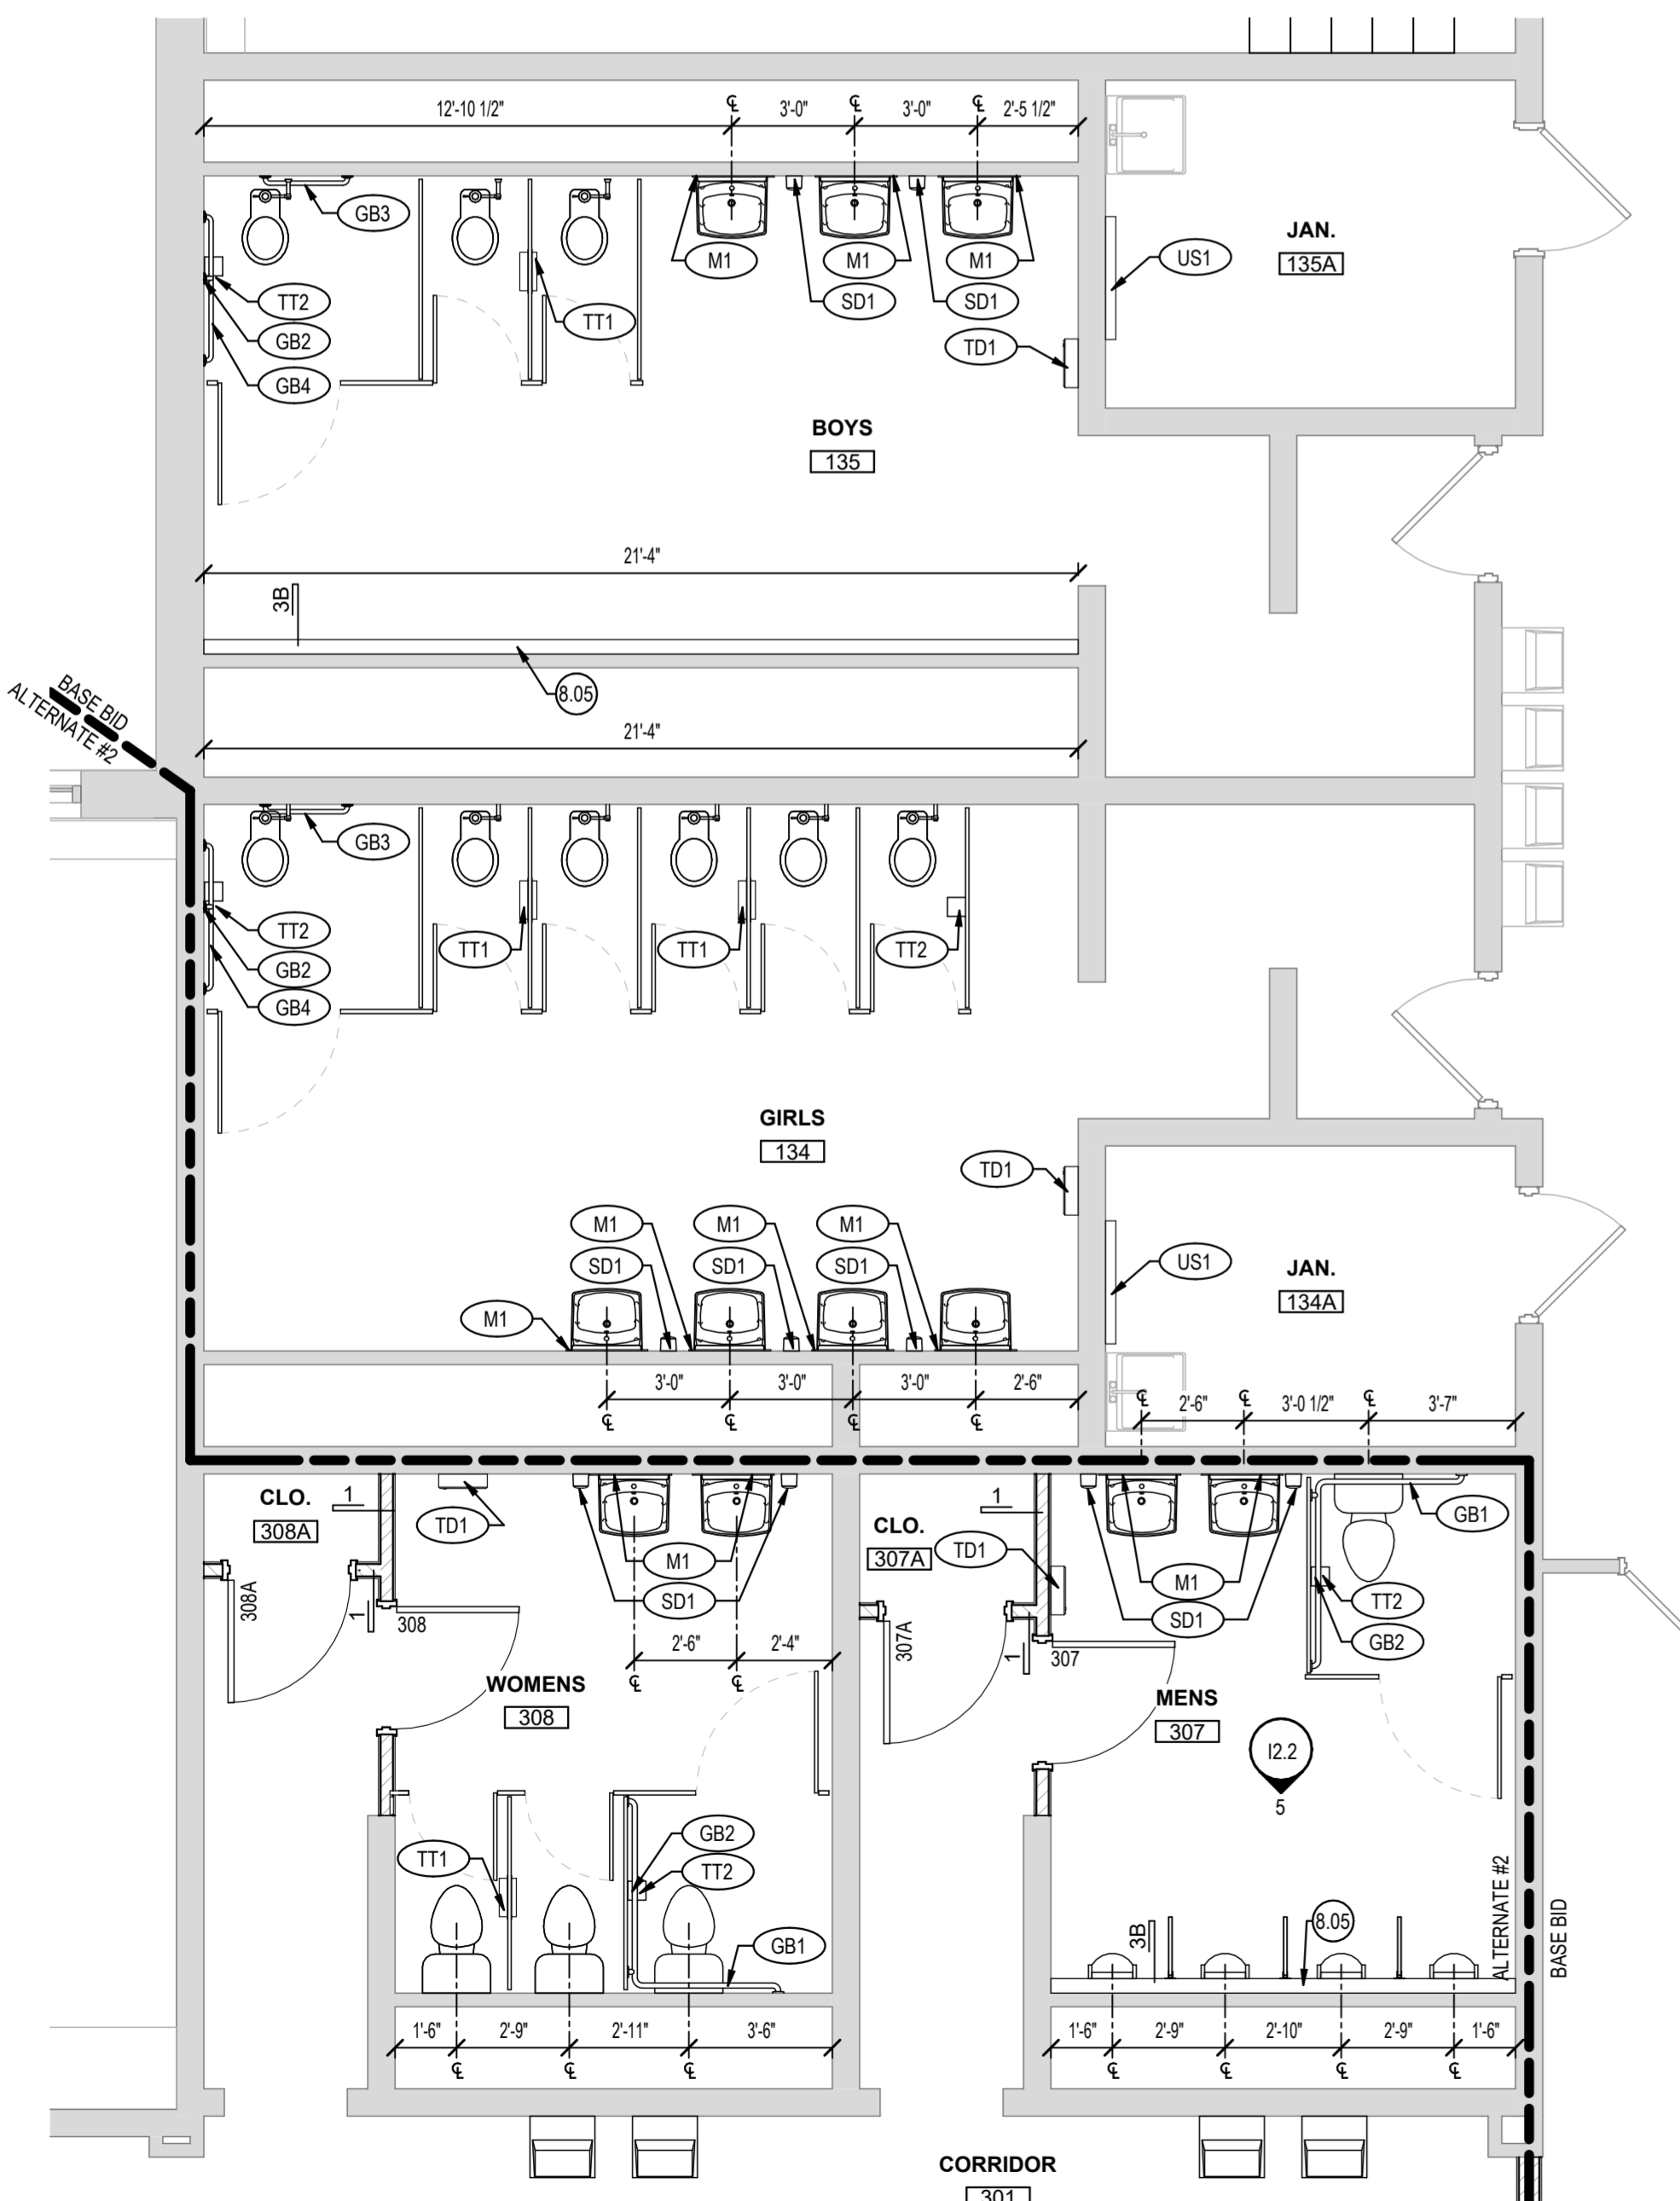 12'-10 1/2" ℄ 3'-0" ℄ 3'-0" ℄ 2'-5 1/2"
GB3
JAN.
135A
US1
M1 M1 M1
TT2
SD1 SD1
TT1
GB2
TD1
GB4
BOYS
135
21'-4"
3B
8.05
BASE BID
ALTERNATE #2
21'-4"
GB3
TT2
TT1 TT1 TT2
GB2
GB4
GIRLS
134
TD1
M1 M1 M1
SD1 SD1 SD1
M1
US1
JAN.
134A
3'-0" 3'-0" 3'-0" 2'-6"
℄ ℄ ℄ ℄
℄ 2'-6" ℄ 3'-0 1/2" ℄ 3'-7"
CLO.
308A
1
TD1
M1
SD1
308A
1
308
2'-6" 2'-4"
℄ ℄
WOMENS
308
CLO.
307A
1
TD1
M1
SD1
GB1
TT2
GB2
307A
1
307
MENS
307
I2.2
5
GB2
TT1
TT2
GB1
3B
8.05
ALTERNATE #2
BASE BID
1'-6" 2'-9" 2'-11" 3'-6"
℄ ℄ ℄
1'-6" 2'-9" 2'-10" 2'-9" 1'-6"
℄ ℄ ℄ ℄
CORRIDOR
301